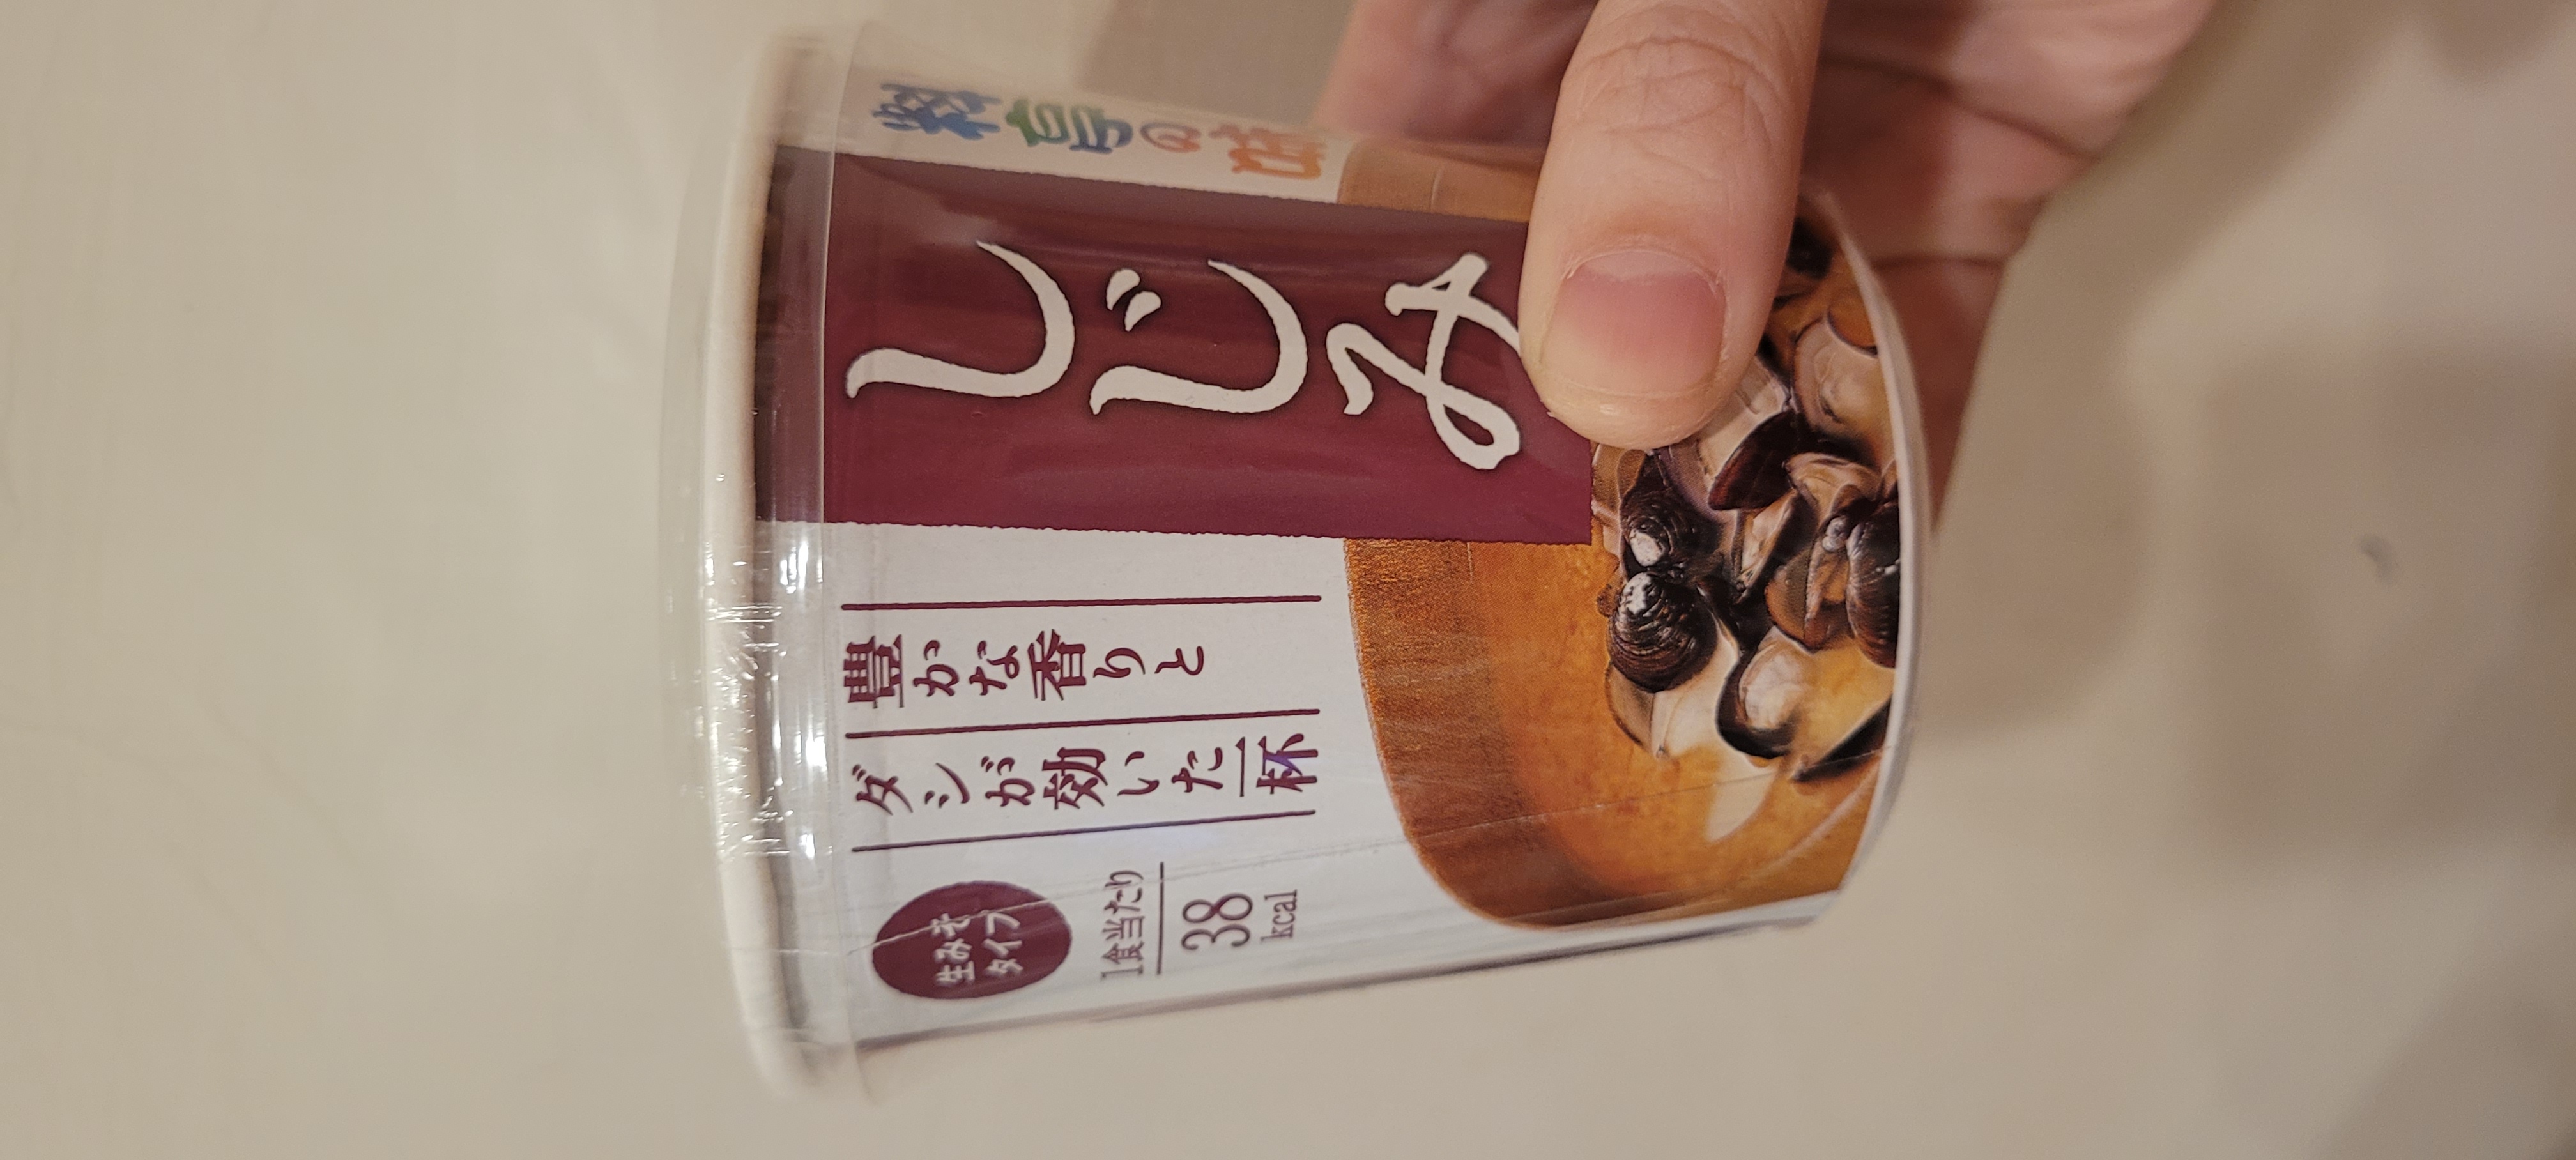 料亭の味
しじみ
豊かな香りと
ダシが効いた一杯
生みそ
タイプ
1食当たり
38
kcal